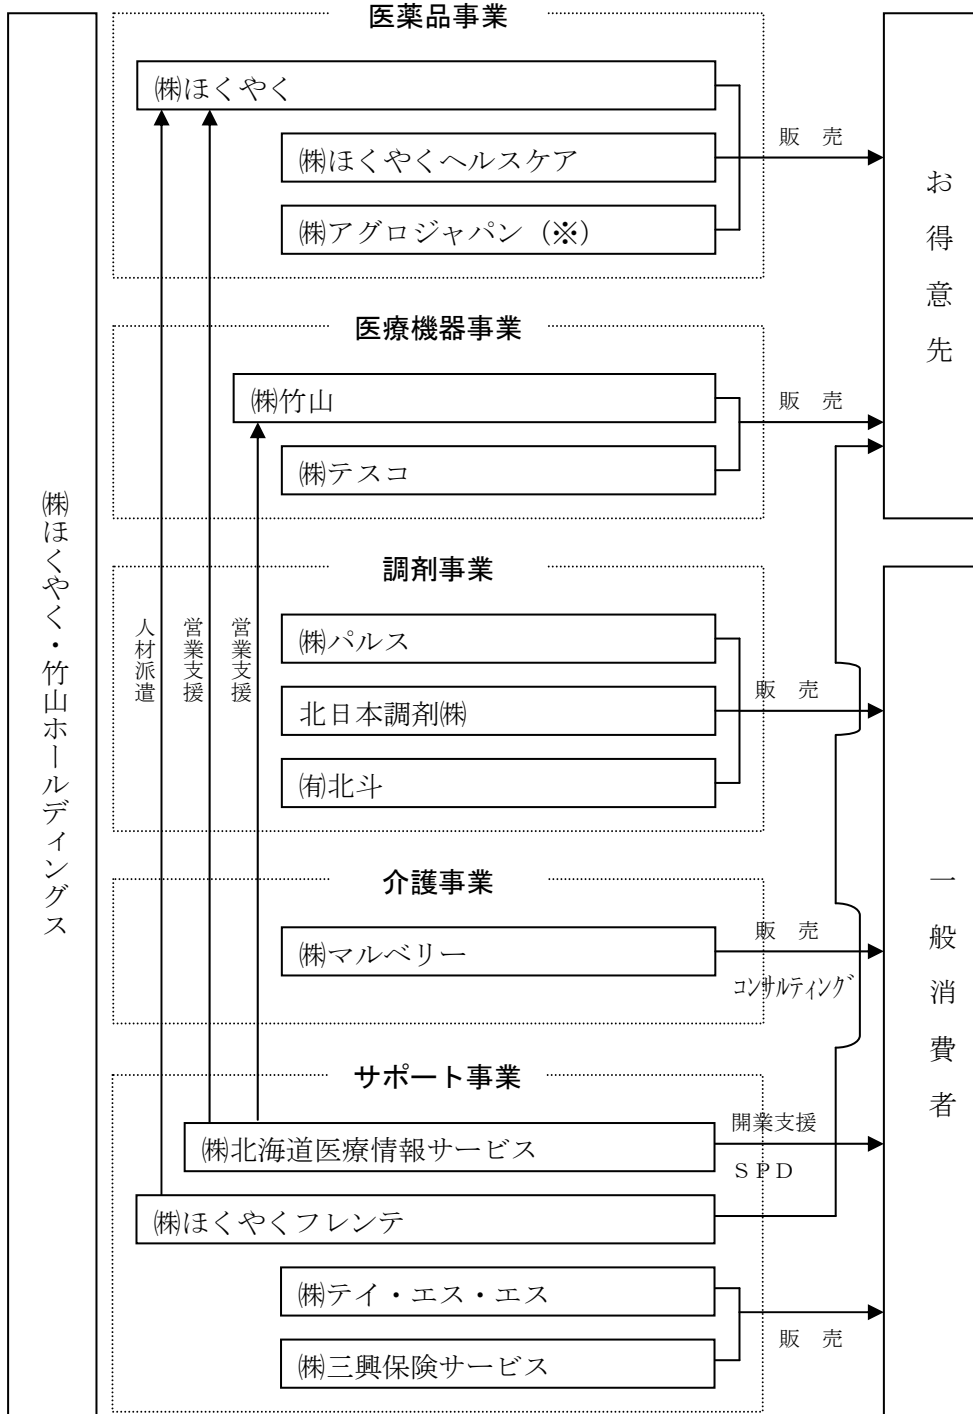 ㈱ほくやく・竹山ホールディングス
医薬品事業
㈱ほくやく
㈱ほくやくヘルスケア
㈱アグロジャパン（※）
販　売
お得意先
医療機器事業
㈱竹山
㈱テスコ
販　売
人材派遣
営業支援
営業支援
調剤事業
㈱パルス
北日本調剤㈱
㈲北斗
販　売
一般消費者
介護事業
㈱マルベリー
販　売
コンサルティング
サポート事業
㈱北海道医療情報サービス
開業支援
ＳＰＤ
㈱ほくやくフレンテ
㈱テイ・エス・エス
㈱三興保険サービス
販　売